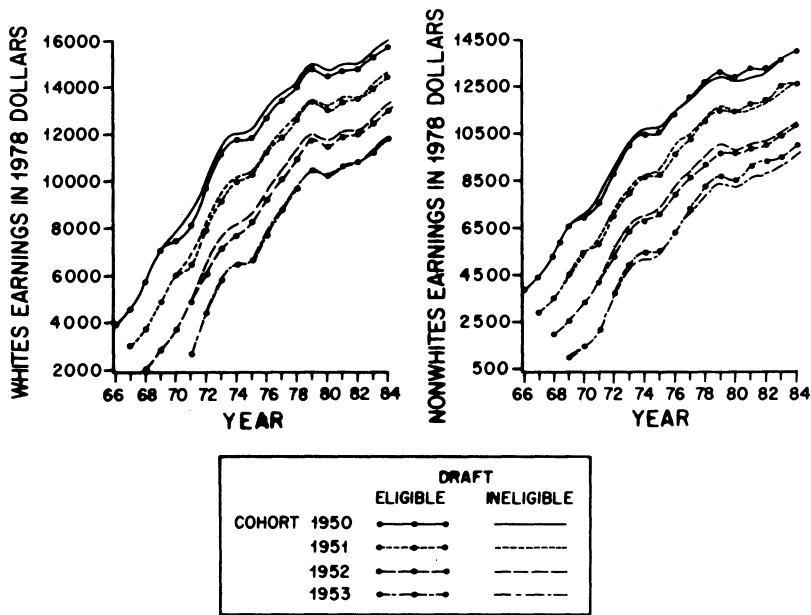 WHITES EARNINGS IN 1978 DOLLARS
16000
14000
12000
10000
8000
6000
4000
2000
66 68 70 72 74 76 78 80 82 84
YEAR
NONWHITES EARNINGS IN 1978 DOLLARS
14500
12500
10500
8500
6500
4500
2500
500
66 68 70 72 74 76 78 80 82 84
YEAR
DRAFT
ELIGIBLE INELIGIBLE
COHORT 1950
1951
1952
1953